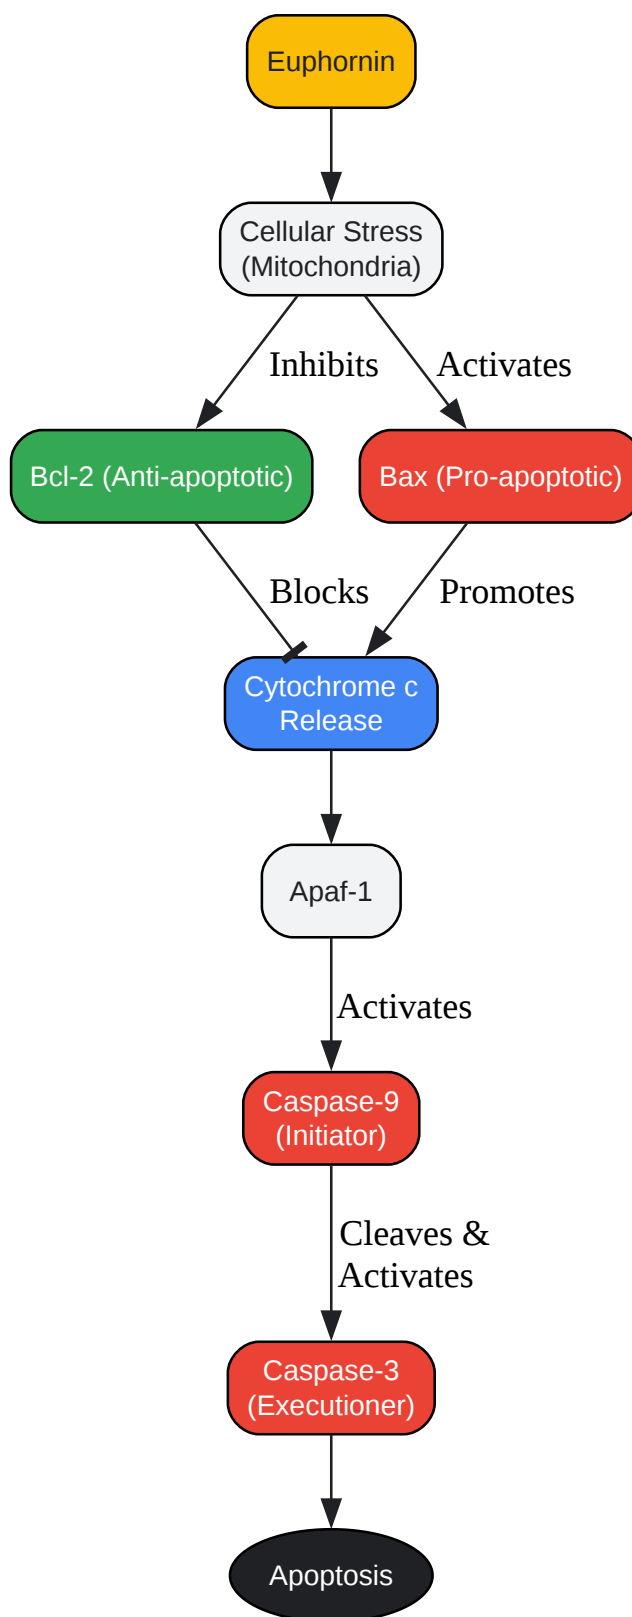 Euphornin
Cellular Stress
(Mitochondria)
Inhibits
Activates
Bcl-2 (Anti-apoptotic)
Bax (Pro-apoptotic)
Blocks
Promotes
Cytochrome c
Release
Apaf-1
Activates
Caspase-9
(Initiator)
Cleaves &
Activates
Caspase-3
(Executioner)
Apoptosis